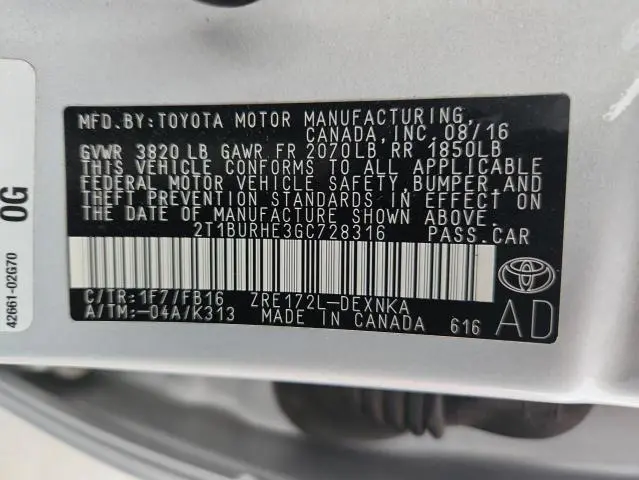 MFD. BY: TOYOTA MOTOR MANUFACTURING,
CANADA, INC. 08/16
GVWR 3820 LB GAWR FR 2070LB RR 1850LB
THIS VEHICLE CONFORMS TO ALL APPLICABLE
FEDERAL MOTOR VEHICLE SAFETY, BUMPER, AND
THEFT PREVENTION STANDARDS IN EFFECT ON
THE DATE OF MANUFACTURE SHOWN ABOVE.
2T1BURHE3GC728316 PASS.CAR
C/TR:1F7/FB16 ZRE172L-DEXNKA
A/TM:-04A/K313 MADE IN CANADA 616
TOYOTA
AD
42661-02G70
0G